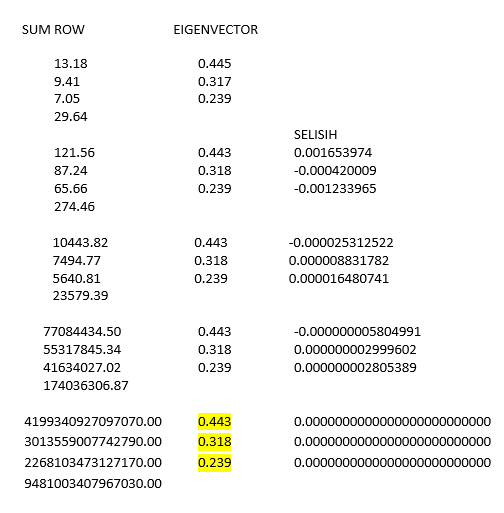 SUM ROW EIGENVECTOR
13.18 0.445
9.41 0.317
7.05 0.239
29.64
SELISIH
121.56 0.443 0.001653974
87.24 0.318 -0.000420009
65.66 0.239 -0.001233965
274.46
10443.82 0.443 -0.000025312522
7494.77 0.318 0.000008831782
5640.81 0.239 0.000016480741
23579.39
77084434.50 0.443 -0.000000005804991
55317845.34 0.318 0.000000002999602
41634027.02 0.239 0.000000002805389
174036306.87
4199340927097070.00 0.443 0.0000000000000000000000000
3013559007742790.00 0.318 0.0000000000000000000000000
2268103473127170.00 0.239 0.0000000000000000000000000
9481003407967030.00